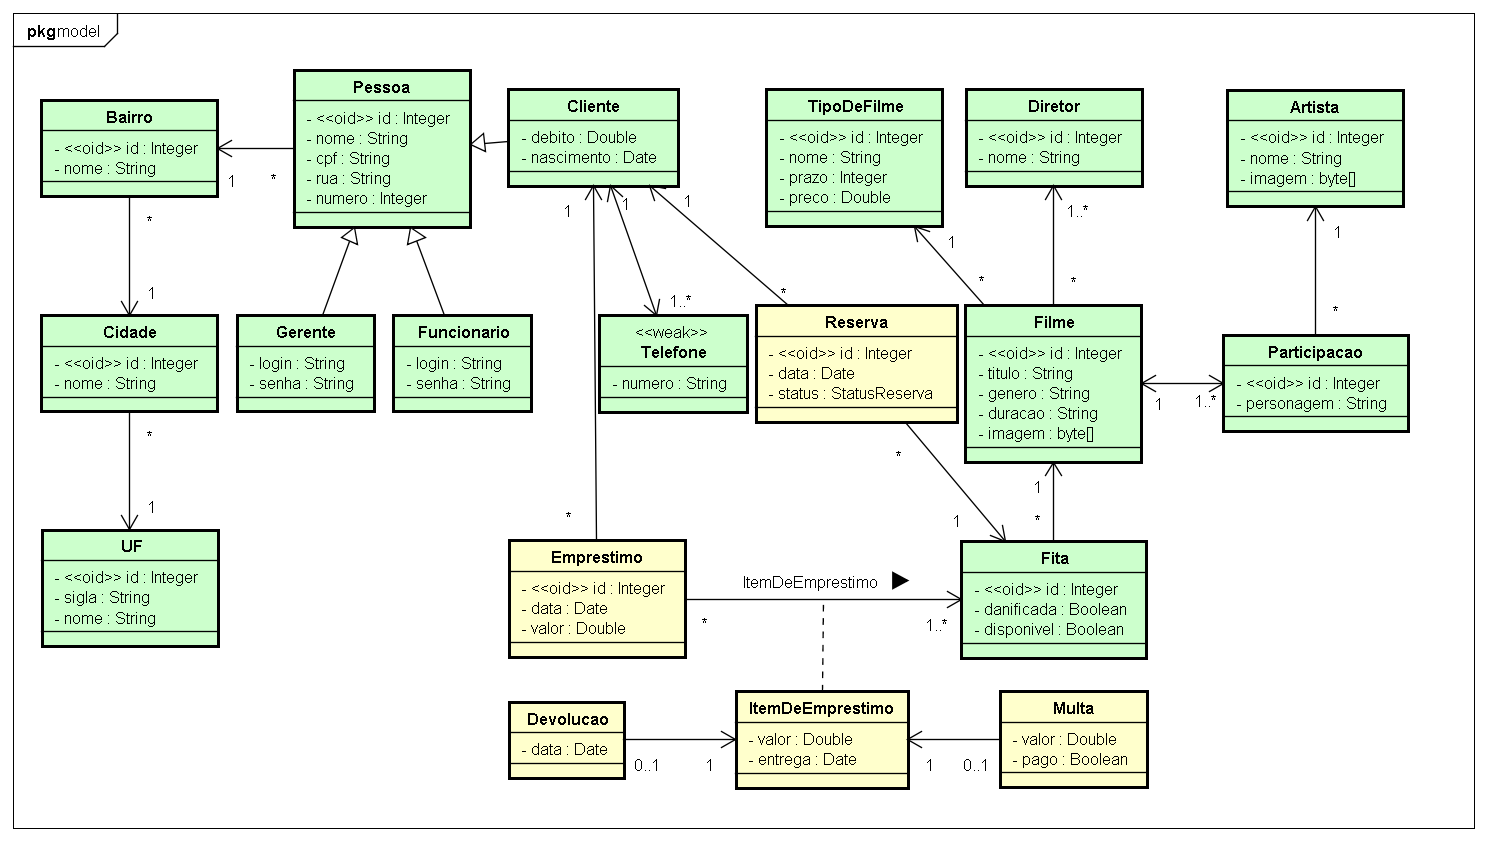 pkgmodel
Pessoa
- <<oid>> id : Integer
- nome : String
- cpf : String
- rua : String
- numero : Integer
Bairro
- <<oid>> id : Integer
- nome : String
1
*
Cliente
- debito : Double
- nascimento : Date
TipoDeFilme
- <<oid>> id : Integer
- nome : String
- prazo : Integer
- preco : Double
Diretor
- <<oid>> id : Integer
- nome : String
Artista
- <<oid>> id : Integer
- nome : String
- imagem : byte[]
*
1
1
1
1
1
1..*
1
*
1
1..*
*
*
*
*
Cidade
- <<oid>> id : Integer
- nome : String
Gerente
- login : String
- senha : String
Funcionario
- login : String
- senha : String
<<weak>>
Telefone
- numero : String
Reserva
- <<oid>> id : Integer
- data : Date
- status : StatusReserva
Filme
- <<oid>> id : Integer
- titulo : String
- genero : String
- duracao : String
- imagem : byte[]
Participacao
- <<oid>> id : Integer
- personagem : String
1
1..*
*
1
*
*
1
1
*
UF
- <<oid>> id : Integer
- sigla : String
- nome : String
Emprestimo
- <<oid>> id : Integer
- data : Date
- valor : Double
ItemDeEmprestimo
*
1..*
Fita
- <<oid>> id : Integer
- danificada : Boolean
- disponivel : Boolean
Devolucao
- data : Date
0..1
1
ItemDeEmprestimo
- valor : Double
- entrega : Date
1
0..1
Multa
- valor : Double
- pago : Boolean